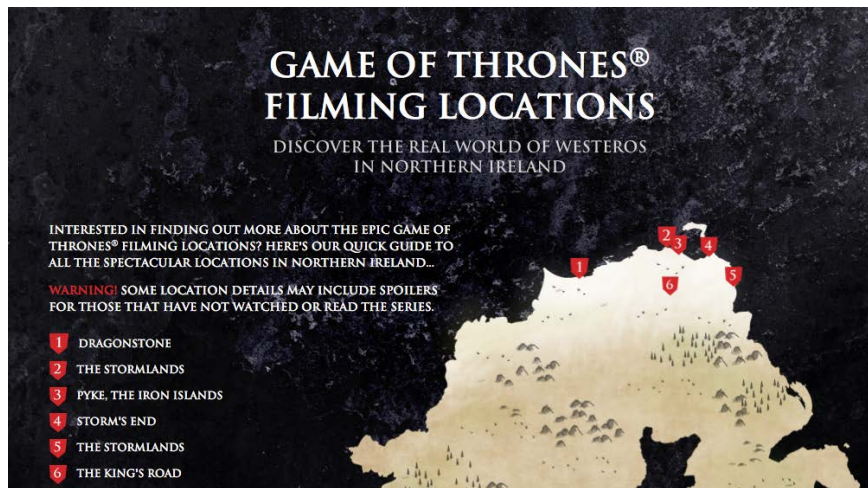 GAME OF THRONES®
FILMING LOCATIONS
DISCOVER THE REAL WORLD OF WESTEROS
IN NORTHERN IRELAND
INTERESTED IN FINDING OUT MORE ABOUT THE EPIC GAME OF
THRONES® FILMING LOCATIONS? HERE'S OUR QUICK GUIDE TO
ALL THE SPECTACULAR LOCATIONS IN NORTHERN IRELAND...
WARNING! SOME LOCATION DETAILS MAY INCLUDE SPOILERS
FOR THOSE THAT HAVE NOT WATCHED OR READ THE SERIES.
1 DRAGONSTONE
2 THE STORMLANDS
3 PYKE, THE IRON ISLANDS
4 STORM'S END
5 THE STORMLANDS
6 THE KING'S ROAD
2
3
4
1
5
6